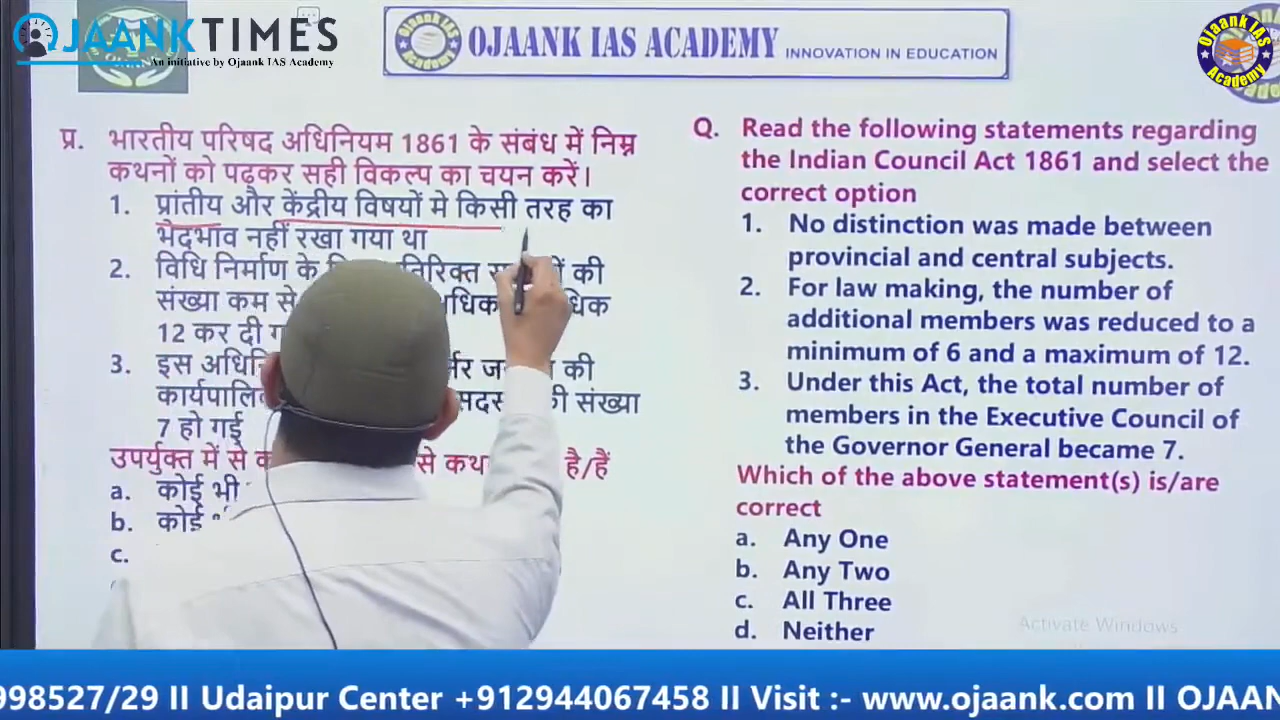 OJAANKTIMES
An initiative by Ojaank IAS Academy
OJAANK IAS ACADEMY INNOVATION IN EDUCATION
Ojaank IAS Academy
प्र. भारतीय परिषद अधिनियम 1861 के संबंध में निम्न
कथनों को पढ़कर सही विकल्प का चयन करें।
1. प्रांतीय और केंद्रीय विषयों मे किसी तरह का
भेदभाव नहीं रखा गया था
2. विधि निर्माण के की
संख्या कम से
12 कर दी
3. इस की
सदस की संख्या
7 हो गई
उपर्युक्त में से से है/हैं
a. कोई भी
b. कोई
c.
Q. Read the following statements regarding
the Indian Council Act 1861 and select the
correct option
1. No distinction was made between
provincial and central subjects.
2. For law making, the number of
additional members was reduced to a
minimum of 6 and a maximum of 12.
3. Under this Act, the total number of
members in the Executive Council of
the Governor General became 7.
Which of the above statement(s) is/are
correct
a. Any One
b. Any Two
c. All Three
d. Neither
Activate Windows
998527/29 II Udaipur Center +912944067458 II Visit :- www.ojaank.com II OJAAN